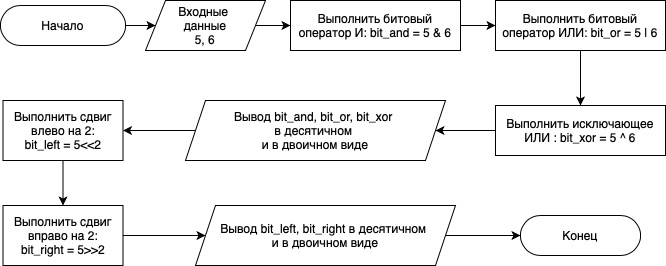 Начало
Входные
данные
5, 6
Выполнить битовый
оператор И: bit_and = 5 & 6
Выполнить битовый
оператор ИЛИ: bit_or = 5 l 6
Выполнить исключающее
ИЛИ : bit_xor = 5 ^ 6
Вывод bit_and, bit_or, bit_xor
в десятичном
и в двоичном виде
Выполнить сдвиг
влево на 2:
bit_left = 5<<2
Выполнить сдвиг
вправо на 2:
bit_right = 5>>2
Вывод bit_left, bit_right в десятичном
и в двоичном виде
Конец